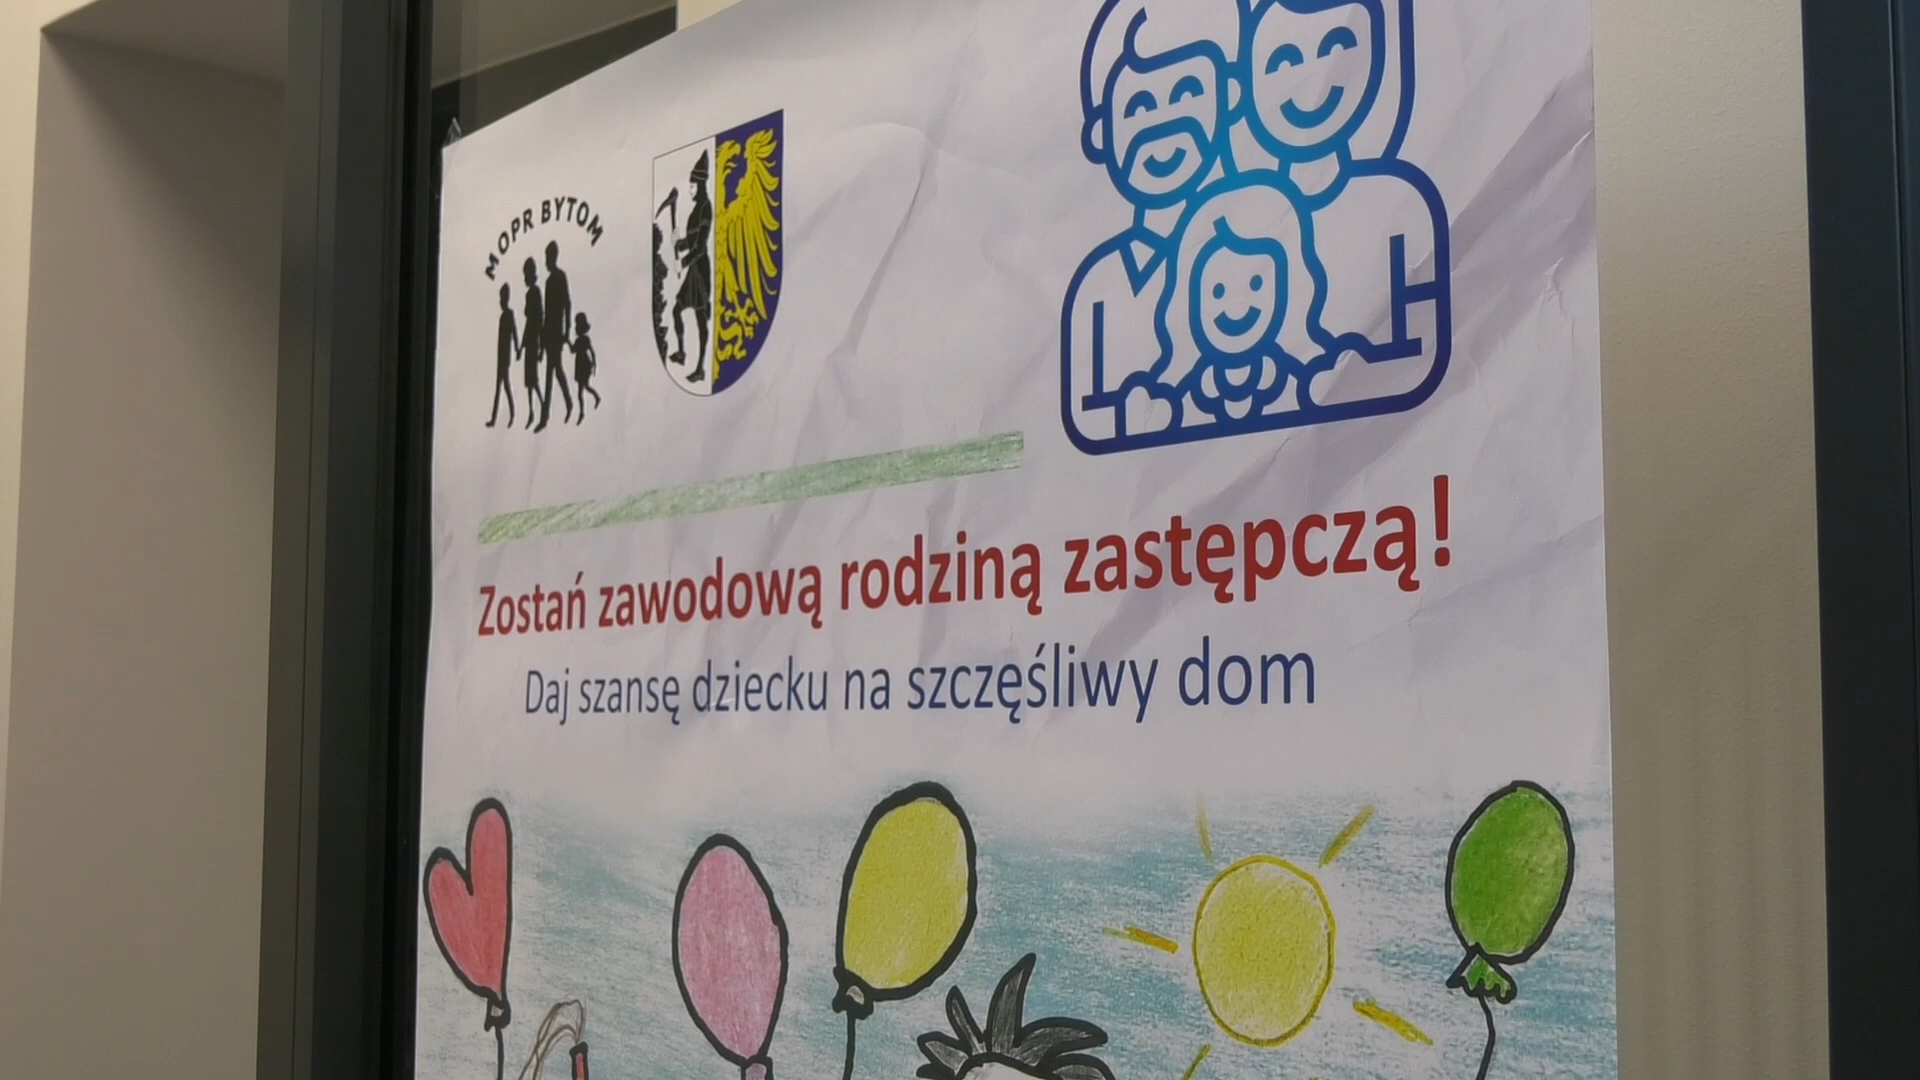 MOPR BYTOM
Zostań zawodową rodziną zastępczą!
Daj szansę dziecku na szczęśliwy dom